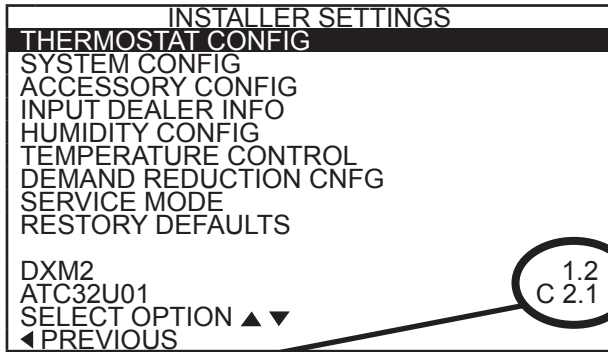 INSTALLER SETTINGS
THERMOSTAT CONFIG
SYSTEM CONFIG
ACCESSORY CONFIG
INPUT DEALER INFO
HUMIDITY CONFIG
TEMPERATURE CONTROL
DEMAND REDUCTION CNFG
SERVICE MODE
RESTORY DEFAULTS
DXM2 1.2
ATC32U01 C 2.1
SELECT OPTION ▲ ▼
◀ PREVIOUS